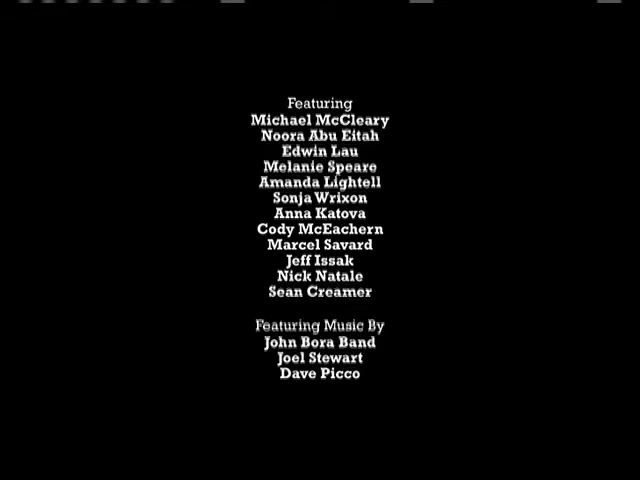 Featuring
Michael McCleary
Noora Abu Eitah
Edwin Lau
Melanie Speare
Amanda Lightell
Sonja Wrixon
Anna Katova
Cody McEachern
Marcel Savard
Jeff Issak
Nick Natale
Sean Creamer
Featuring Music By
John Bora Band
Joel Stewart
Dave Picco